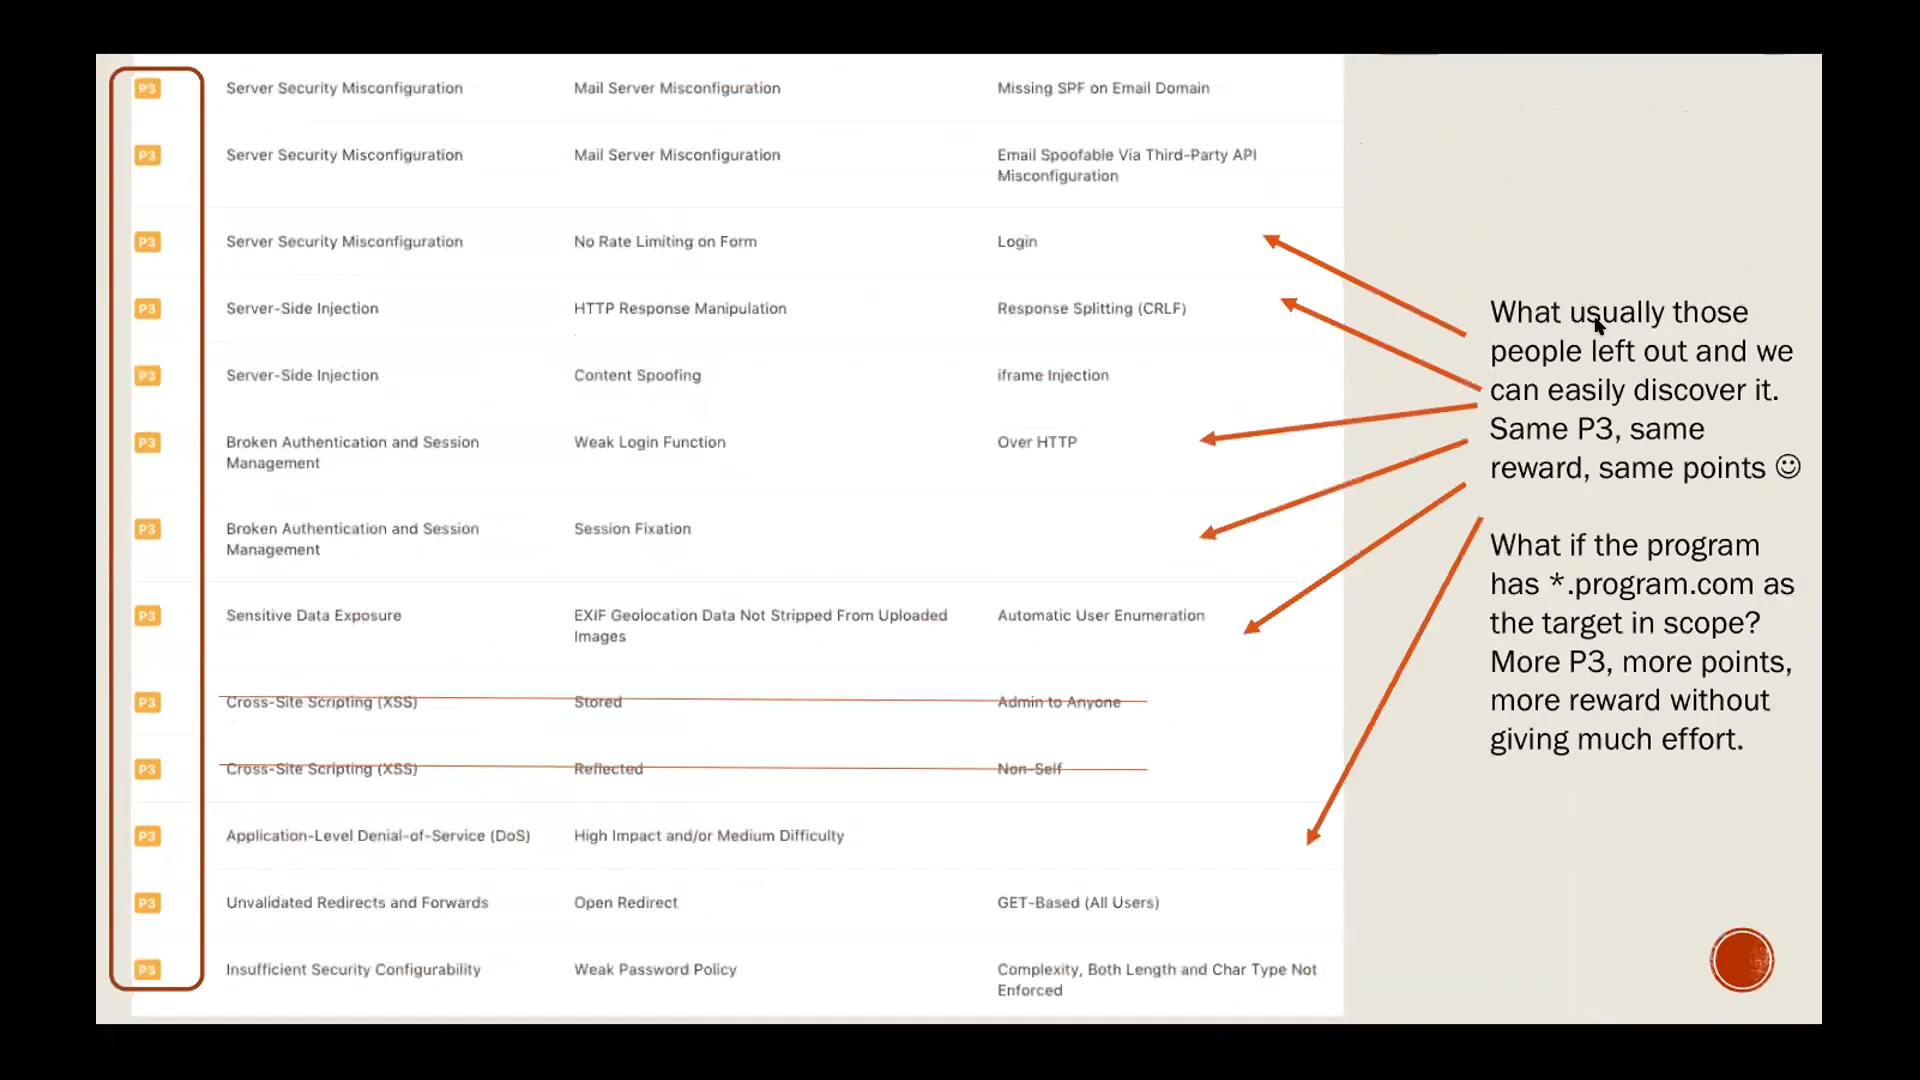 P3 Server Security Misconfiguration Mail Server Misconfiguration Missing SPF on Email Domain
P3 Server Security Misconfiguration Mail Server Misconfiguration Email Spoofable Via Third-Party API
Misconfiguration
P3 Server Security Misconfiguration No Rate Limiting on Form Login
P3 Server-Side Injection HTTP Response Manipulation Response Splitting (CRLF)
P3 Server-Side Injection Content Spoofing iframe Injection
P3 Broken Authentication and Session Weak Login Function Over HTTP
Management
P3 Broken Authentication and Session Session Fixation
Management
P3 Sensitive Data Exposure EXIF Geolocation Data Not Stripped From Uploaded Automatic User Enumeration
Images
P3 Cross-Site Scripting (XSS) Stored Admin to Anyone
P3 Cross-Site Scripting (XSS) Reflected Non-Self
P3 Application-Level Denial-of-Service (DoS) High Impact and/or Medium Difficulty
P3 Unvalidated Redirects and Forwards Open Redirect GET-Based (All Users)
P3 Insufficient Security Configurability Weak Password Policy Complexity, Both Length and Char Type Not
Enforced
What usually those
people left out and we
can easily discover it.
Same P3, same
reward, same points ☺
What if the program
has *.program.com as
the target in scope?
More P3, more points,
more reward without
giving much effort.